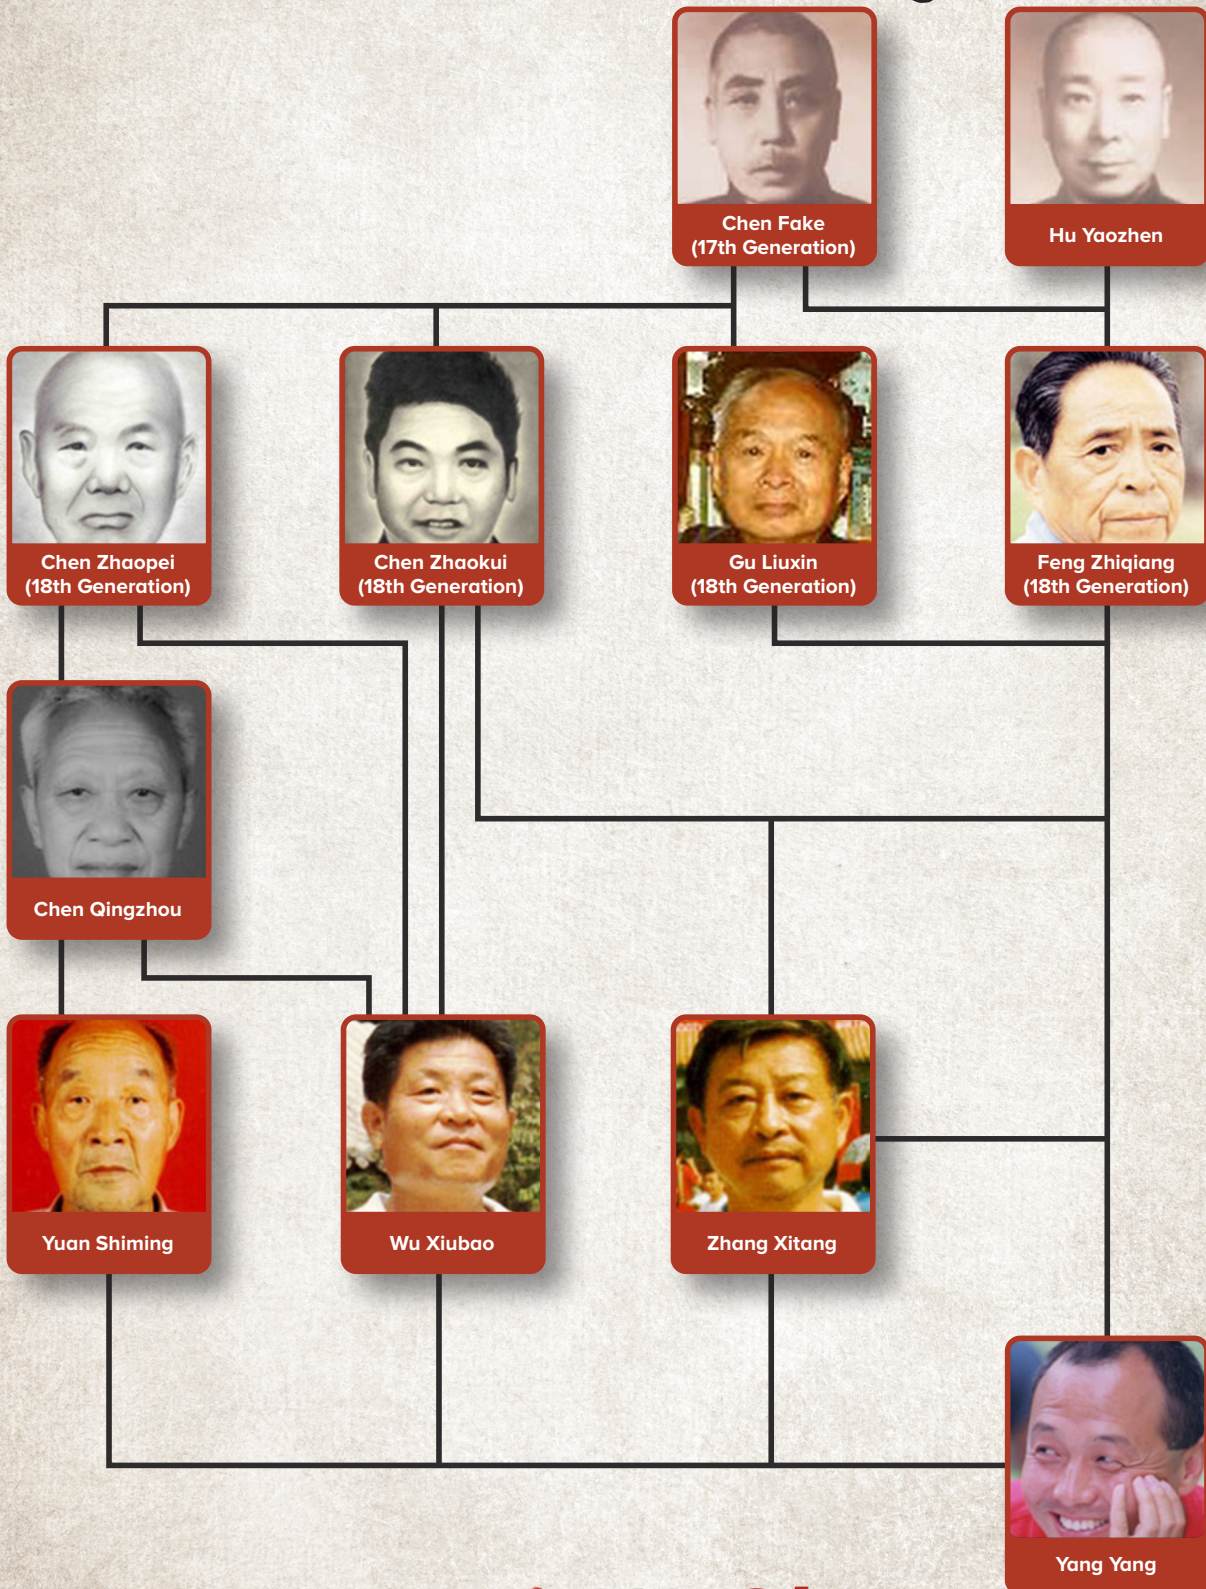 Chen Fake
(17th Generation)
Hu Yaozhen
Chen Zhaopei
(18th Generation)
Chen Zhaokui
(18th Generation)
Gu Liuxin
(18th Generation)
Feng Zhiqiang
(18th Generation)
Chen Qingzhou
Yuan Shiming
Wu Xiubao
Zhang Xitang
Yang Yang